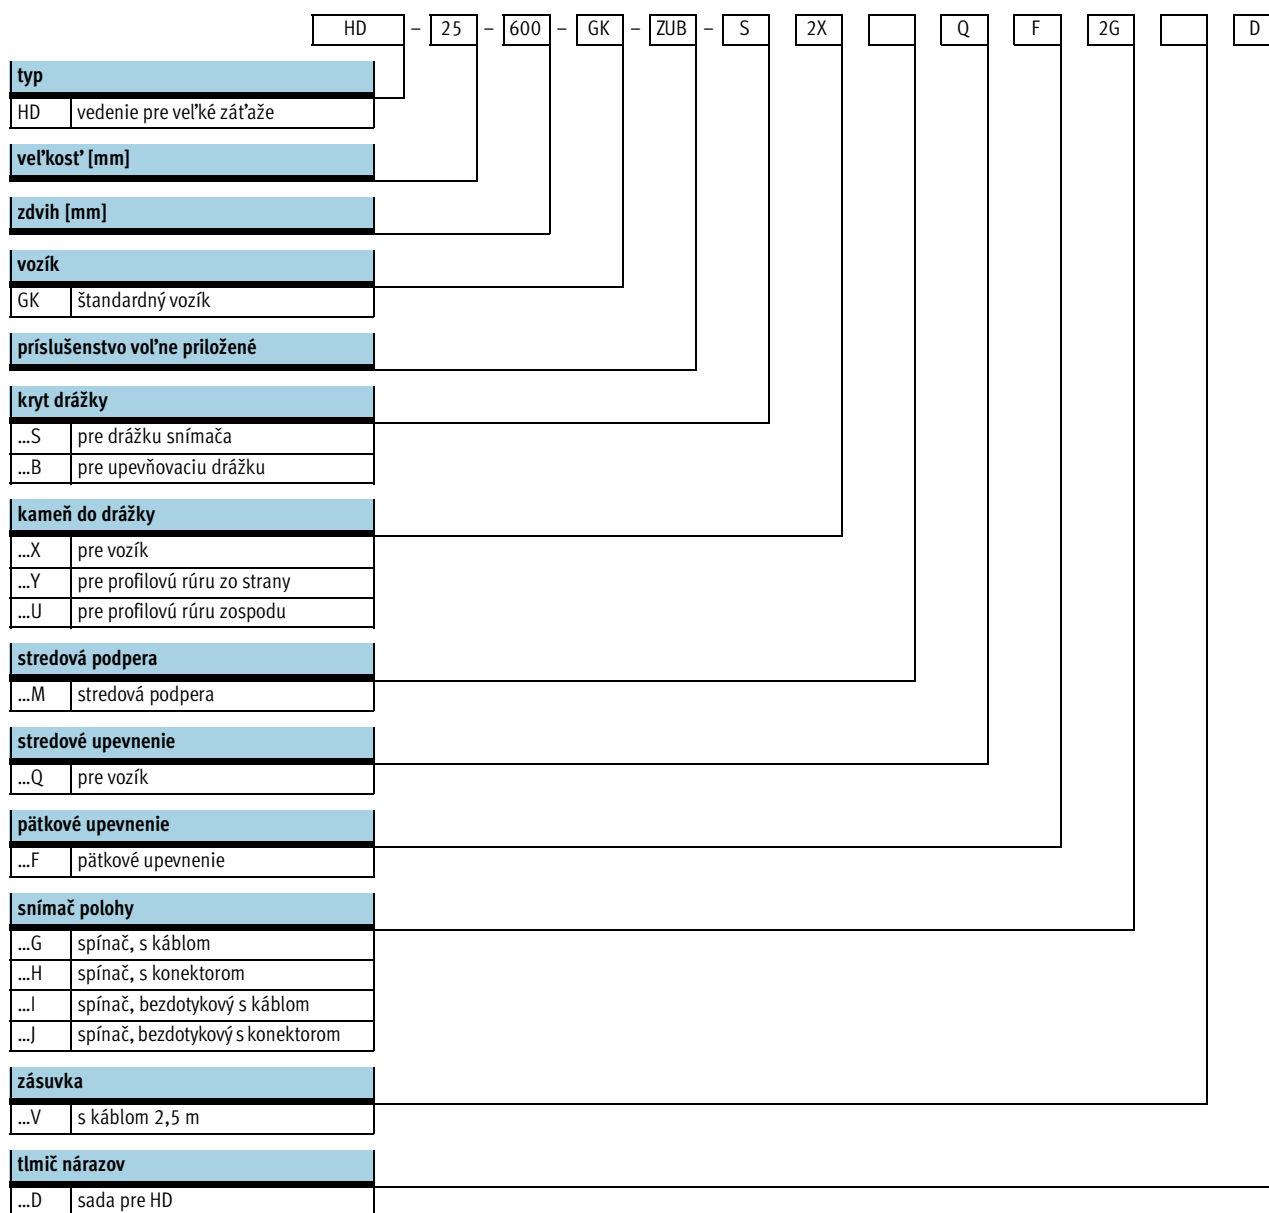 HD – 25 – 600 – GK – ZUB – S 2X Q F 2G D
typ
HD vedenie pre veľké záťaže
veľkosť [mm]
zdvih [mm]
vozík
GK štandardný vozík
príslušenstvo voľne priložené
kryt drážky
...S pre drážku snímača
...B pre upevňovaciu drážku
kameň do drážky
...X pre vozík
...Y pre profilovú rúru zo strany
...U pre profilovú rúru zospodu
stredová podpera
...M stredová podpera
stredové upevnenie
...Q pre vozík
pätkové upevnenie
...F pätkové upevnenie
snímač polohy
...G spínač, s káblom
...H spínač, s konektorom
...I spínač, bezdotykový s káblom
...J spínač, bezdotykový s konektorom
zásuvka
...V s káblom 2,5 m
tlmič nárazov
...D sada pre HD